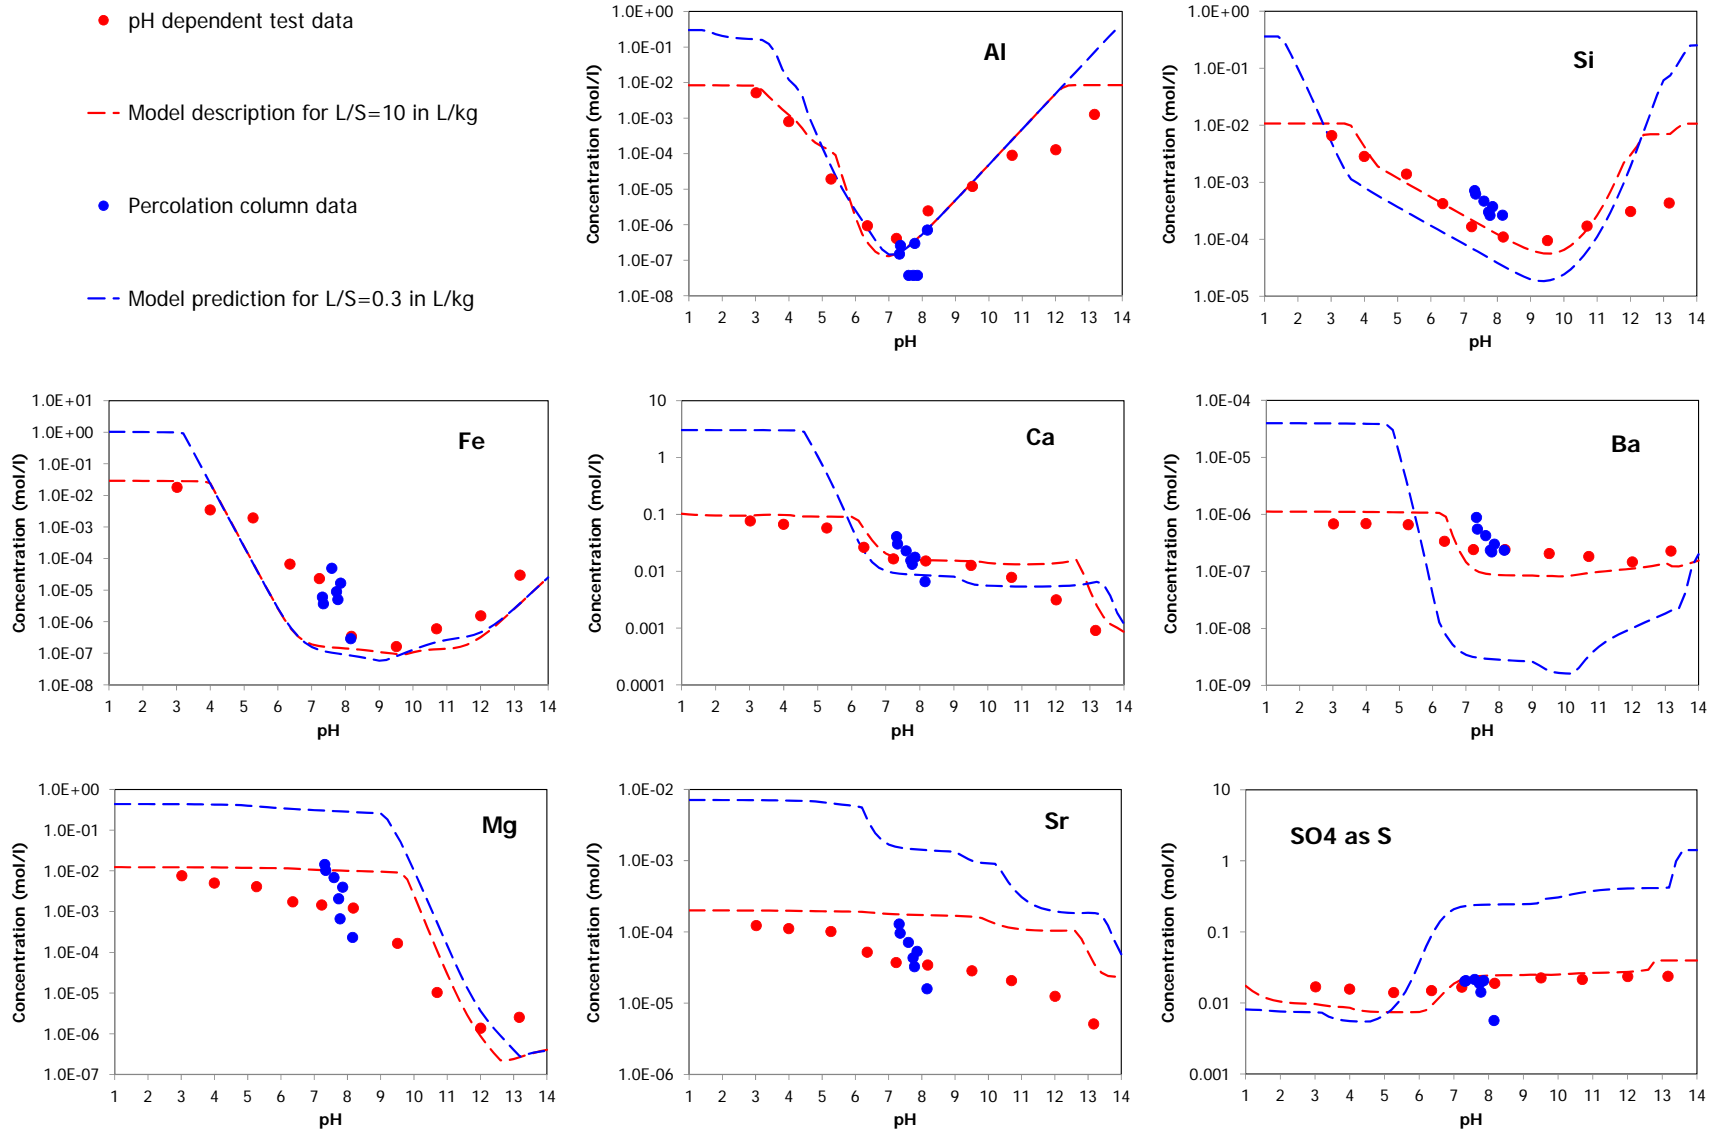 pH dependent test data
Model description for L/S=10 in L/kg
Percolation column data
Model prediction for L/S=0.3 in L/kg
Al
Concentration (mol/l)
1.0E+00
1.0E-01
1.0E-02
1.0E-03
1.0E-04
1.0E-05
1.0E-06
1.0E-07
1.0E-08
1 2 3 4 5 6 7 8 9 10 11 12 13 14
pH
Si
Concentration (mol/l)
1.0E+00
1.0E-01
1.0E-02
1.0E-03
1.0E-04
1.0E-05
1 2 3 4 5 6 7 8 9 10 11 12 13 14
pH
Fe
Concentration (mol/l)
1.0E+01
1.0E+00
1.0E-01
1.0E-02
1.0E-03
1.0E-04
1.0E-05
1.0E-06
1.0E-07
1.0E-08
1 2 3 4 5 6 7 8 9 10 11 12 13 14
pH
Ca
Concentration (mol/l)
10
1
0.1
0.01
0.001
0.0001
1 2 3 4 5 6 7 8 9 10 11 12 13 14
pH
Ba
Concentration (mol/l)
1.0E-04
1.0E-05
1.0E-06
1.0E-07
1.0E-08
1.0E-09
1 2 3 4 5 6 7 8 9 10 11 12 13 14
pH
Mg
Concentration (mol/l)
1.0E+00
1.0E-01
1.0E-02
1.0E-03
1.0E-04
1.0E-05
1.0E-06
1.0E-07
1 2 3 4 5 6 7 8 9 10 11 12 13 14
pH
Sr
Concentration (mol/l)
1.0E-02
1.0E-03
1.0E-04
1.0E-05
1.0E-06
1 2 3 4 5 6 7 8 9 10 11 12 13 14
pH
SO4 as S
Concentration (mol/l)
10
1
0.1
0.01
0.001
1 2 3 4 5 6 7 8 9 10 11 12 13 14
pH